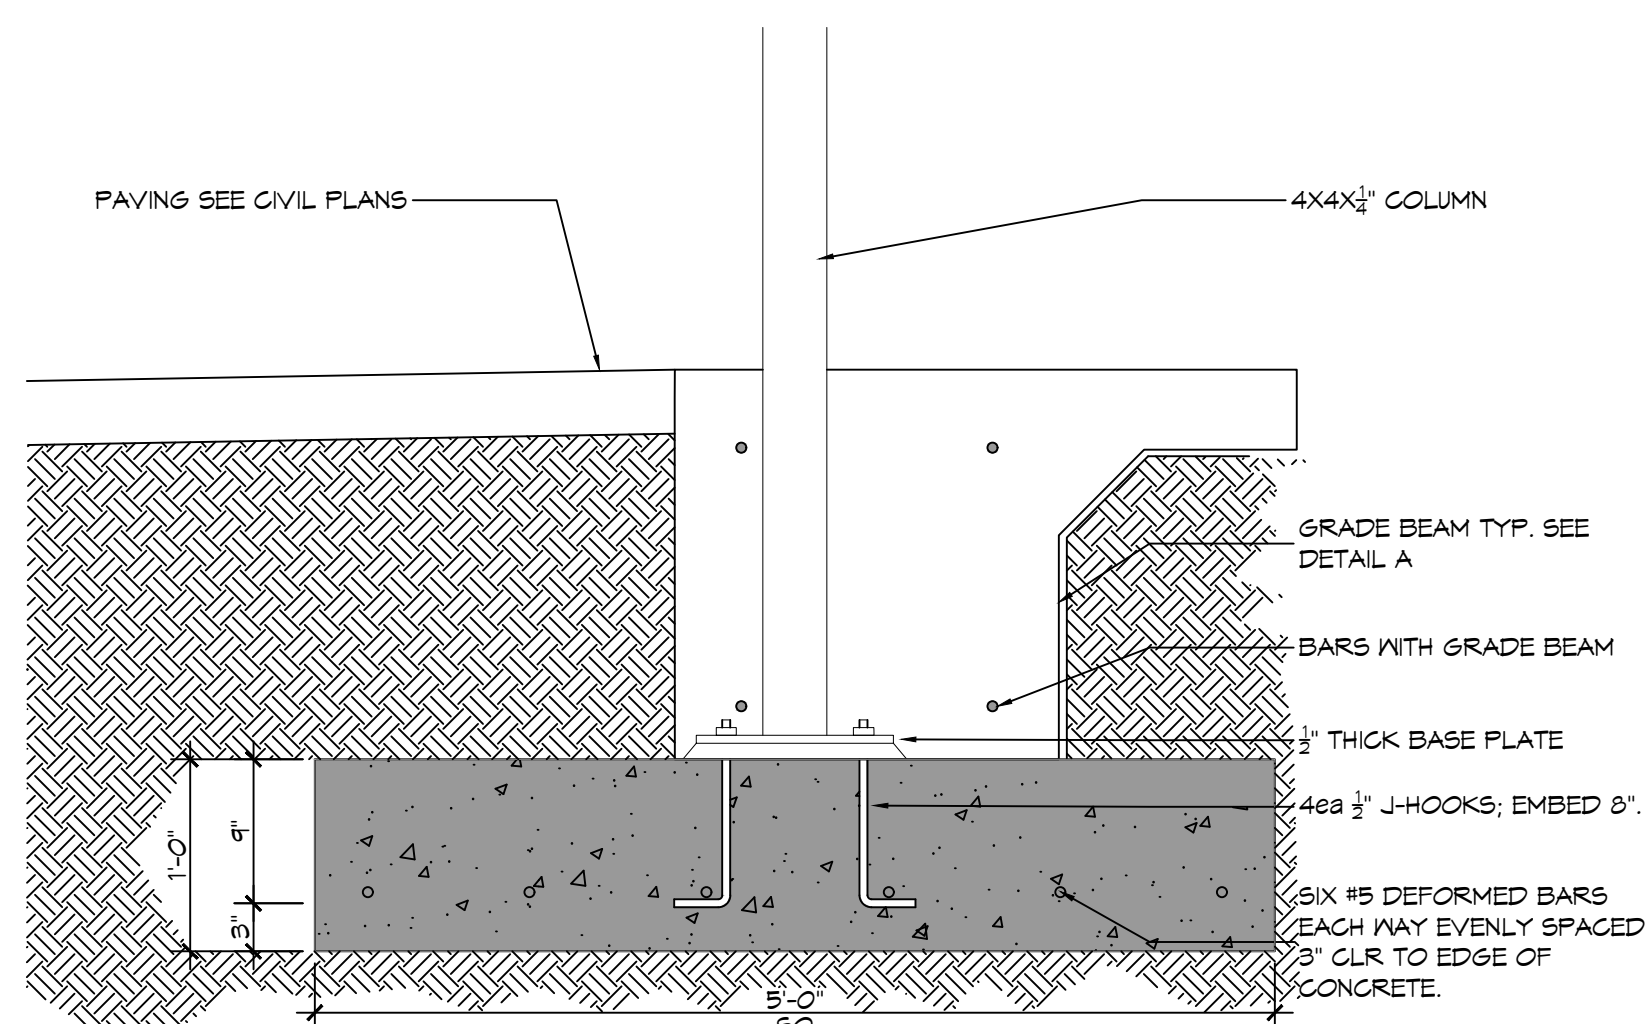 PAVING SEE CIVIL PLANS
4X4X1/4" COLUMN
GRADE BEAM TYP. SEE
DETAIL A
BARS WITH GRADE BEAM
1/2" THICK BASE PLATE
4ea 1/2" J-HOOKS; EMBED 8".
1'-0"
9"
3"
SIX #5 DEFORMED BARS
EACH WAY EVENLY SPACED
3" CLR TO EDGE OF
CONCRETE.
5'-0"